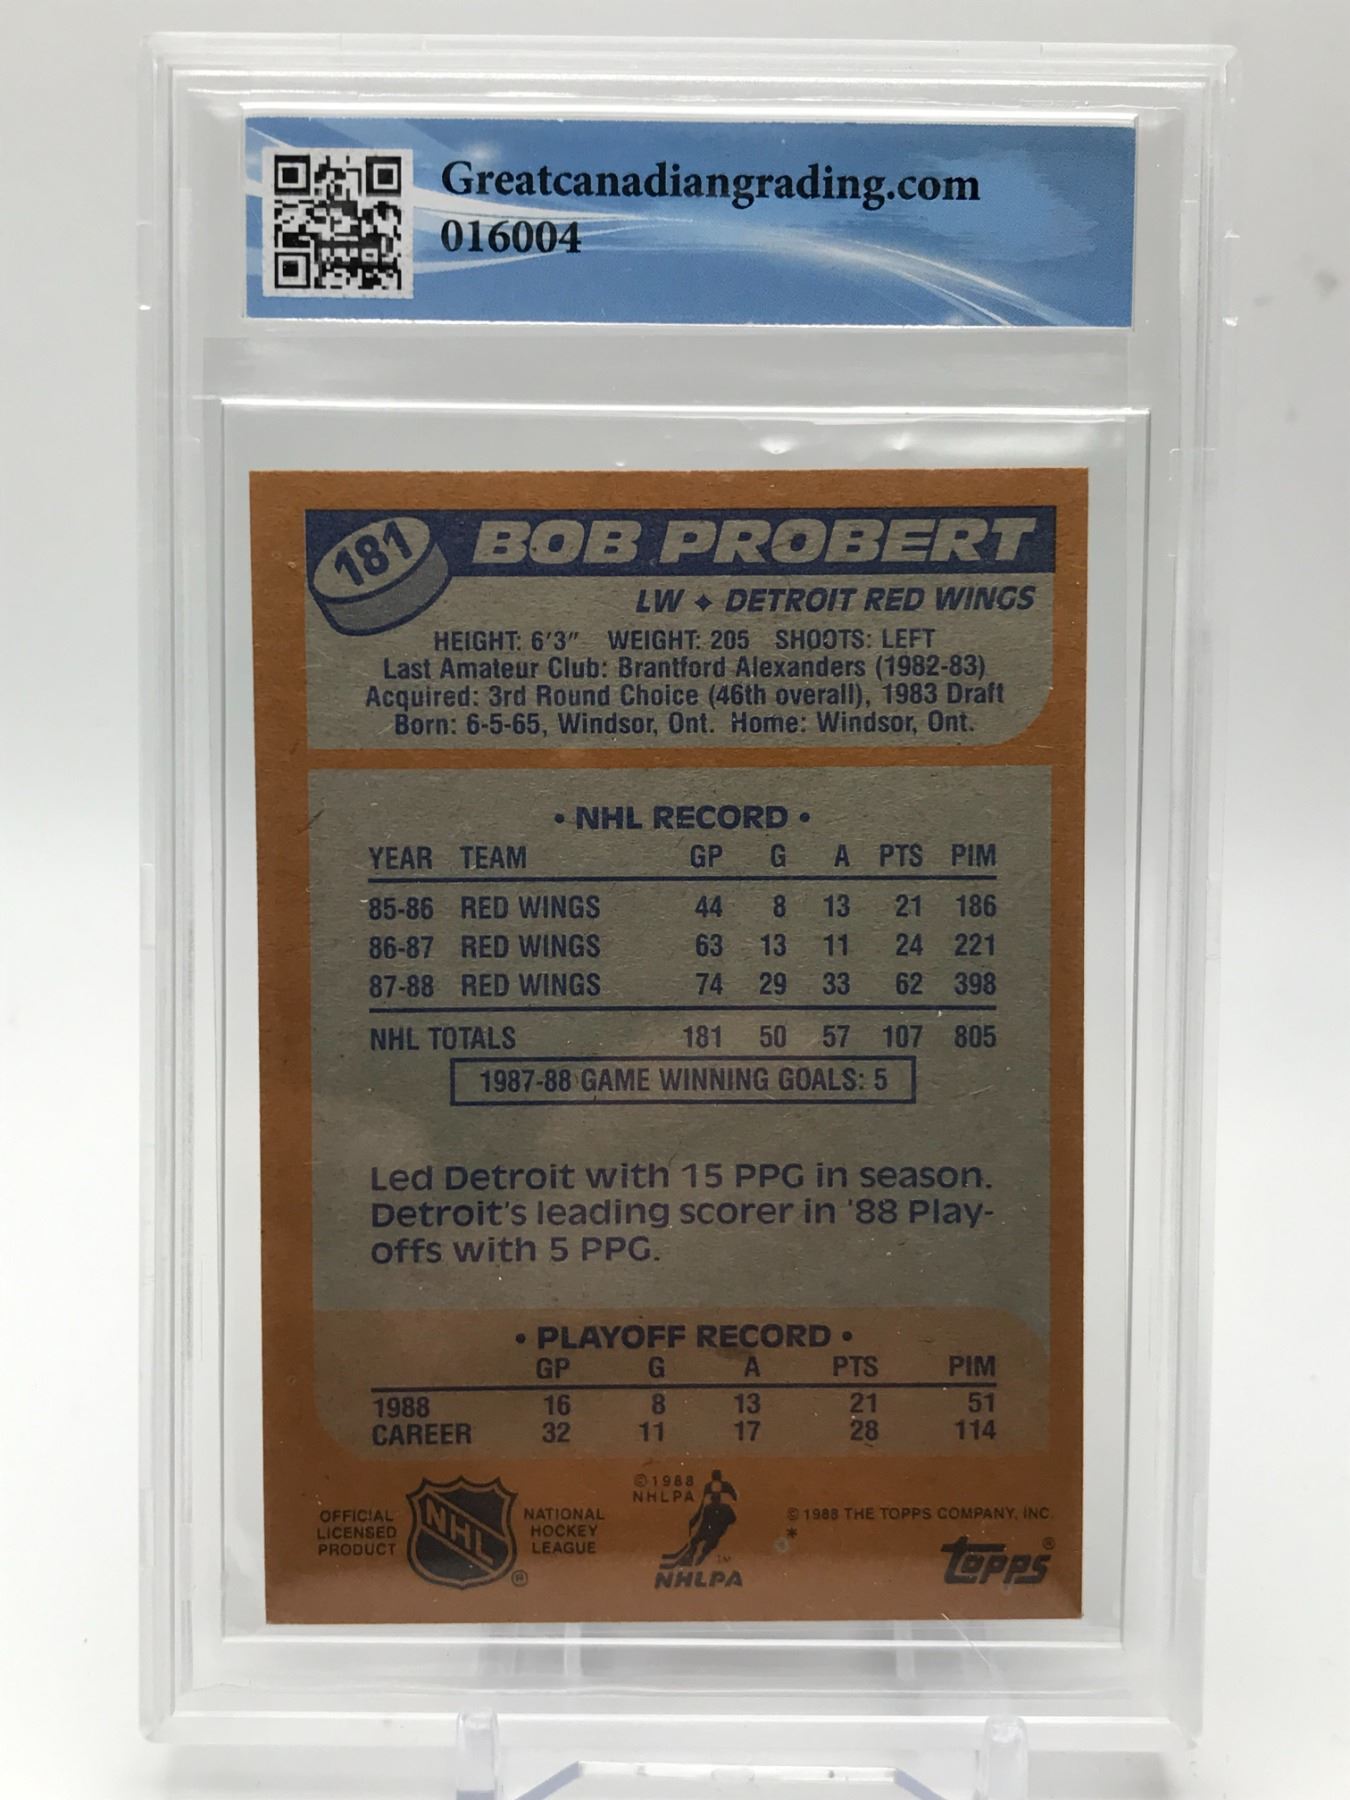 Greatcanadiangrading.com
016004
181
BOB PROBERT
LW ✦ DETROIT RED WINGS
HEIGHT: 6'3" WEIGHT: 205 SHOOTS: LEFT
Last Amateur Club: Brantford Alexanders (1982-83)
Acquired: 3rd Round Choice (46th overall), 1983 Draft
Born: 6-5-65, Windsor, Ont. Home: Windsor, Ont.
• NHL RECORD •
YEAR TEAM GP G A PTS PIM
85-86 RED WINGS 44 8 13 21 186
86-87 RED WINGS 63 13 11 24 221
87-88 RED WINGS 74 29 33 62 398
NHL TOTALS 181 50 57 107 805
1987-88 GAME WINNING GOALS: 5
Led Detroit with 15 PPG in season.
Detroit's leading scorer in '88 Play-
offs with 5 PPG.
• PLAYOFF RECORD •
GP G A PTS PIM
1988 16 8 13 21 51
CAREER 32 11 17 28 114
OFFICIAL
LICENSED
PRODUCT
NHL
®
NATIONAL
HOCKEY
LEAGUE
©1988
NHLPA
TM
NHLPA
© 1988 THE TOPPS COMPANY, INC.
*
topps®